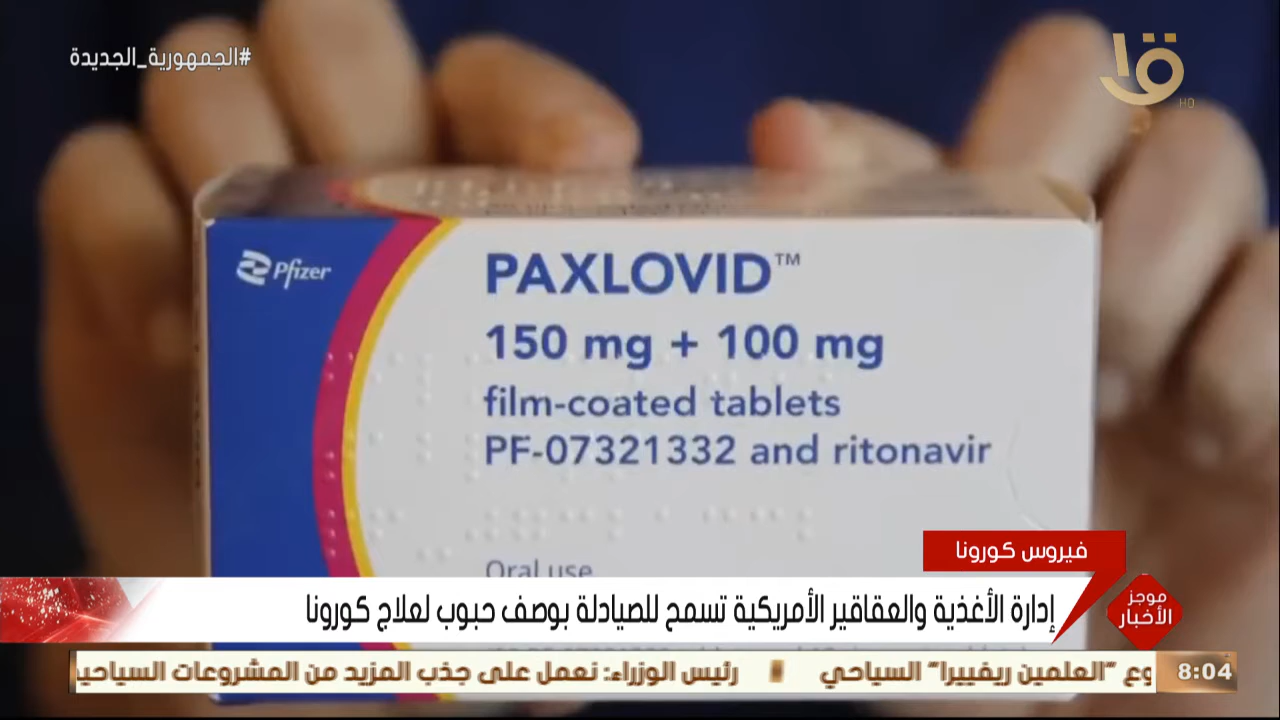 #الجمهورية_الجديدة
HD
Pfizer
PAXLOVID™
150 mg + 100 mg
film-coated tablets
PF-07321332 and ritonavir
Oral use
فيروس كورونا
موجز
الأخبار
إدارة الأغذية والعقاقير الأمريكية تسمح للصيادلة بوصف حبوب لعلاج كورونا
8:04
وع "العلمين ريفييرا" السياحي رئيس الوزراء: نعمل على جذب المزيد من المشروعات السياحي